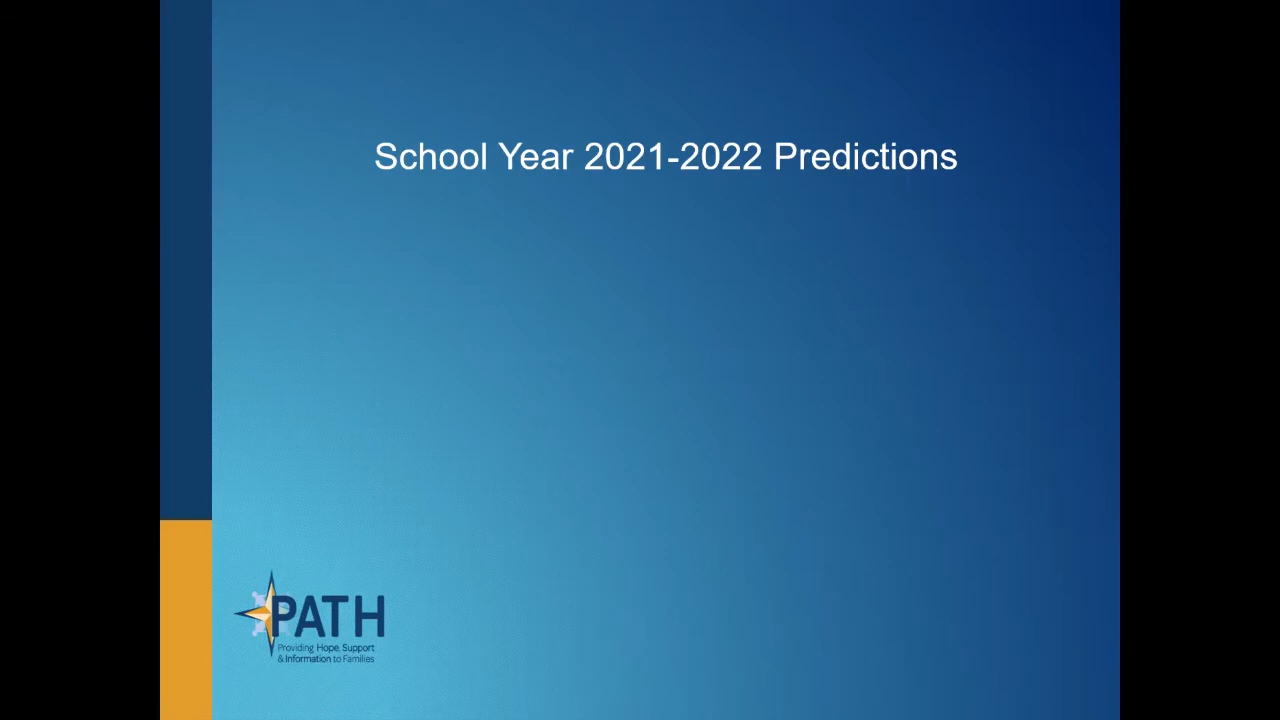 School Year 2021-2022 Predictions
PATH
Providing Hope, Support
& Information to Families